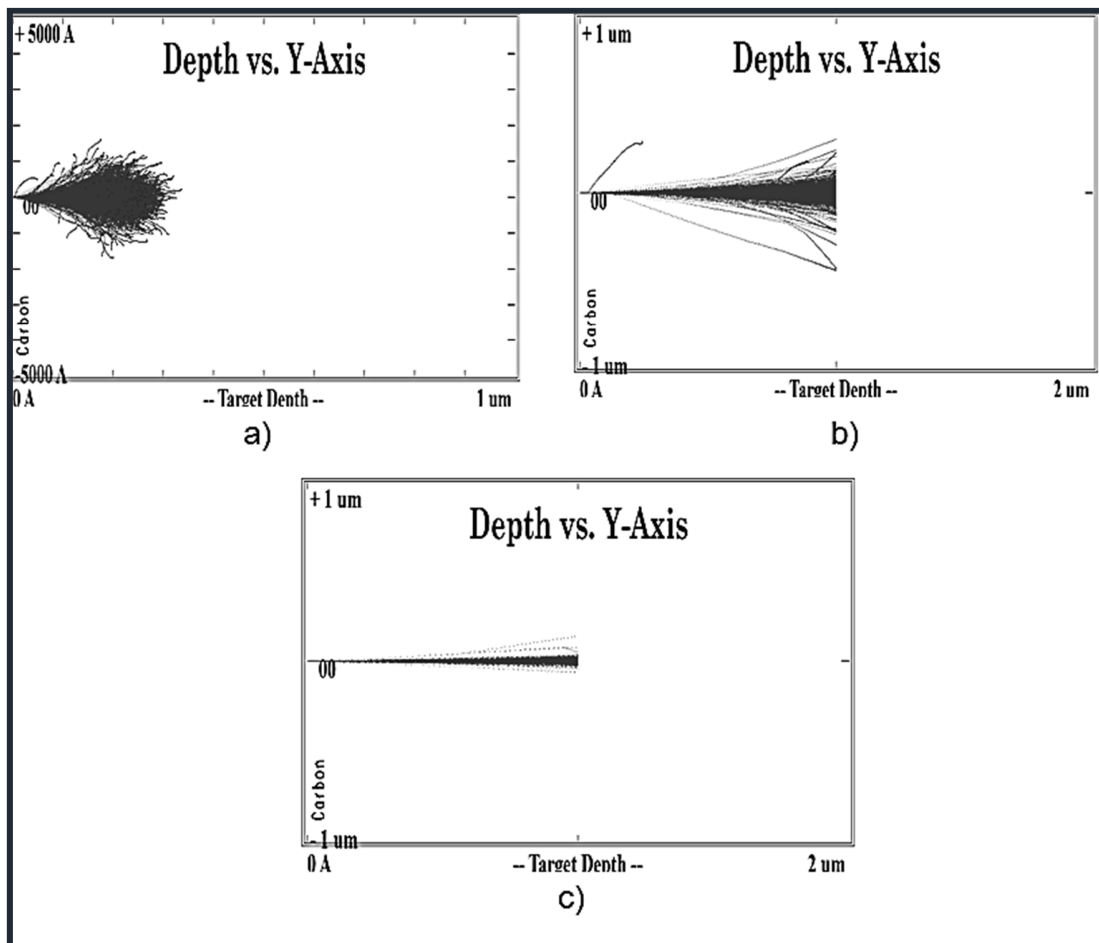 +5000 A
Depth vs. Y-Axis
00
Carbon
-5000 A
0 A
-- Target Depth --
1 um
a)
+1 um
Depth vs. Y-Axis
00
Carbon
-1 um
0 A
-- Target Depth --
2 um
b)
+1 um
Depth vs. Y-Axis
00
Carbon
-1 um
0 A
-- Target Depth --
2 um
c)